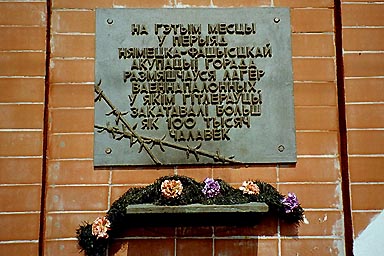 НА ГЭТЫМ МЕСЦЫ
У ПЕРЫЯД
НЯМЕЦКА-ФАШЫСЦКАЙ
АКУПАЦЫІ ГОРАДА
РАЗМЯШЧАЎСЯ ЛАГЕР
ВАЕННАПАЛОННЫХ,
У ЯКІМ ГІТЛЕРАЎЦЫ
ЗАКАТАВАЛІ БОЛЬШ
ЯК 100 ТЫСЯЧ
ЧАЛАВЕК